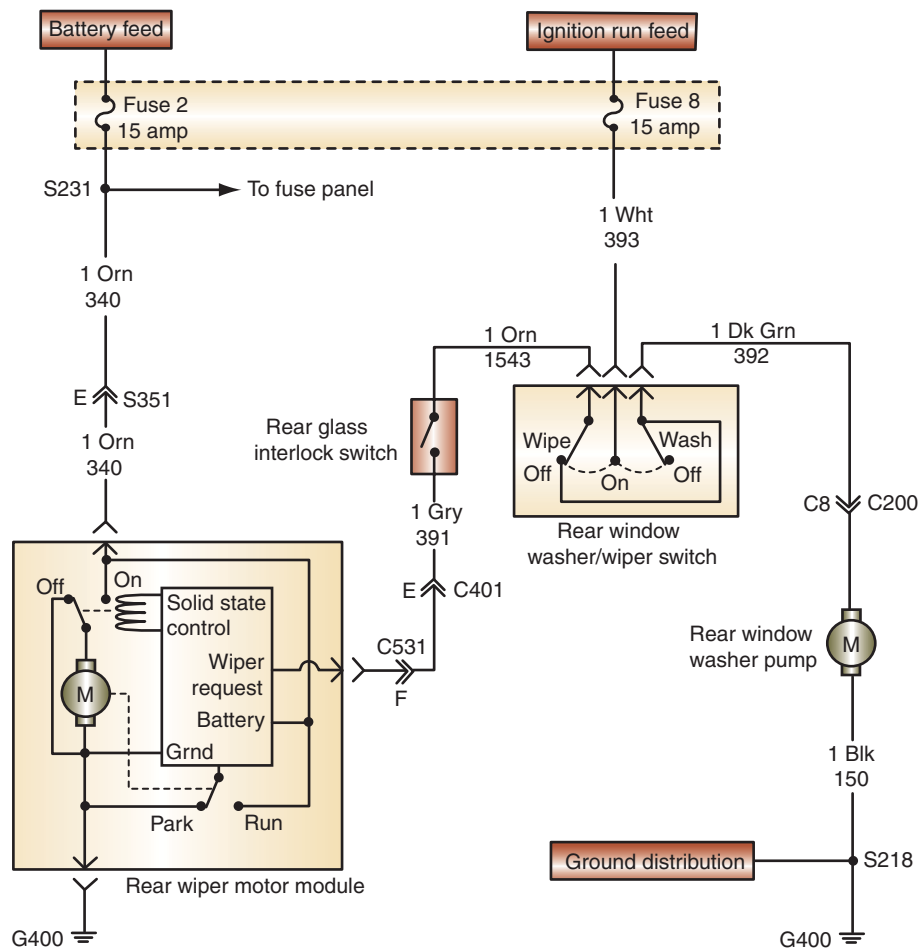 Battery feed
Ignition run feed
Fuse 2
15 amp
Fuse 8
15 amp
S231
To fuse panel
1 Wht
393
1 Orn
340
1 Orn
1543
1 Dk Grn
392
E
S351
Rear glass
interlock switch
Wipe
Wash
Off
On
Off
1 Orn
340
1 Gry
391
C8
C200
Rear window
washer/wiper switch
E
C401
Off
On
Solid state
control
C531
F
Wiper
request
Rear window
washer pump
M
M
Battery
Grnd
1 Blk
150
Park
Run
Ground distribution
S218
Rear wiper motor module
G400
G400